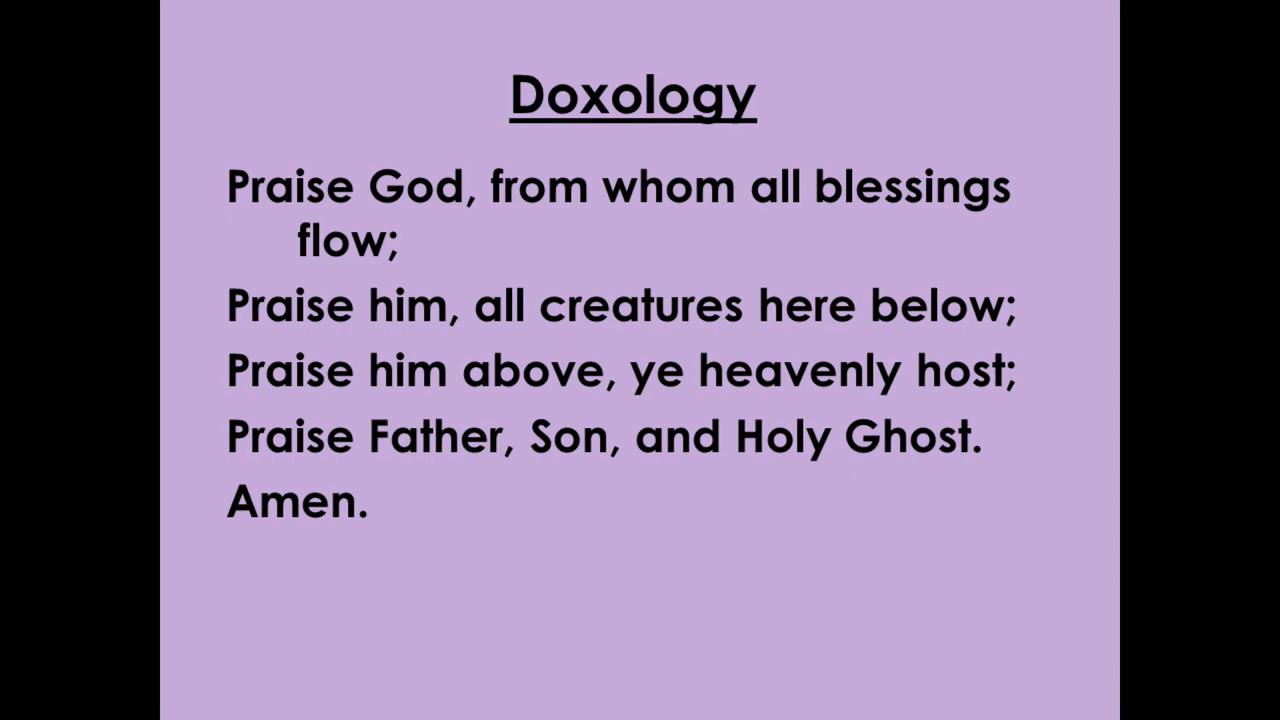 Doxology
Praise God, from whom all blessings
flow;
Praise him, all creatures here below;
Praise him above, ye heavenly host;
Praise Father, Son, and Holy Ghost.
Amen.